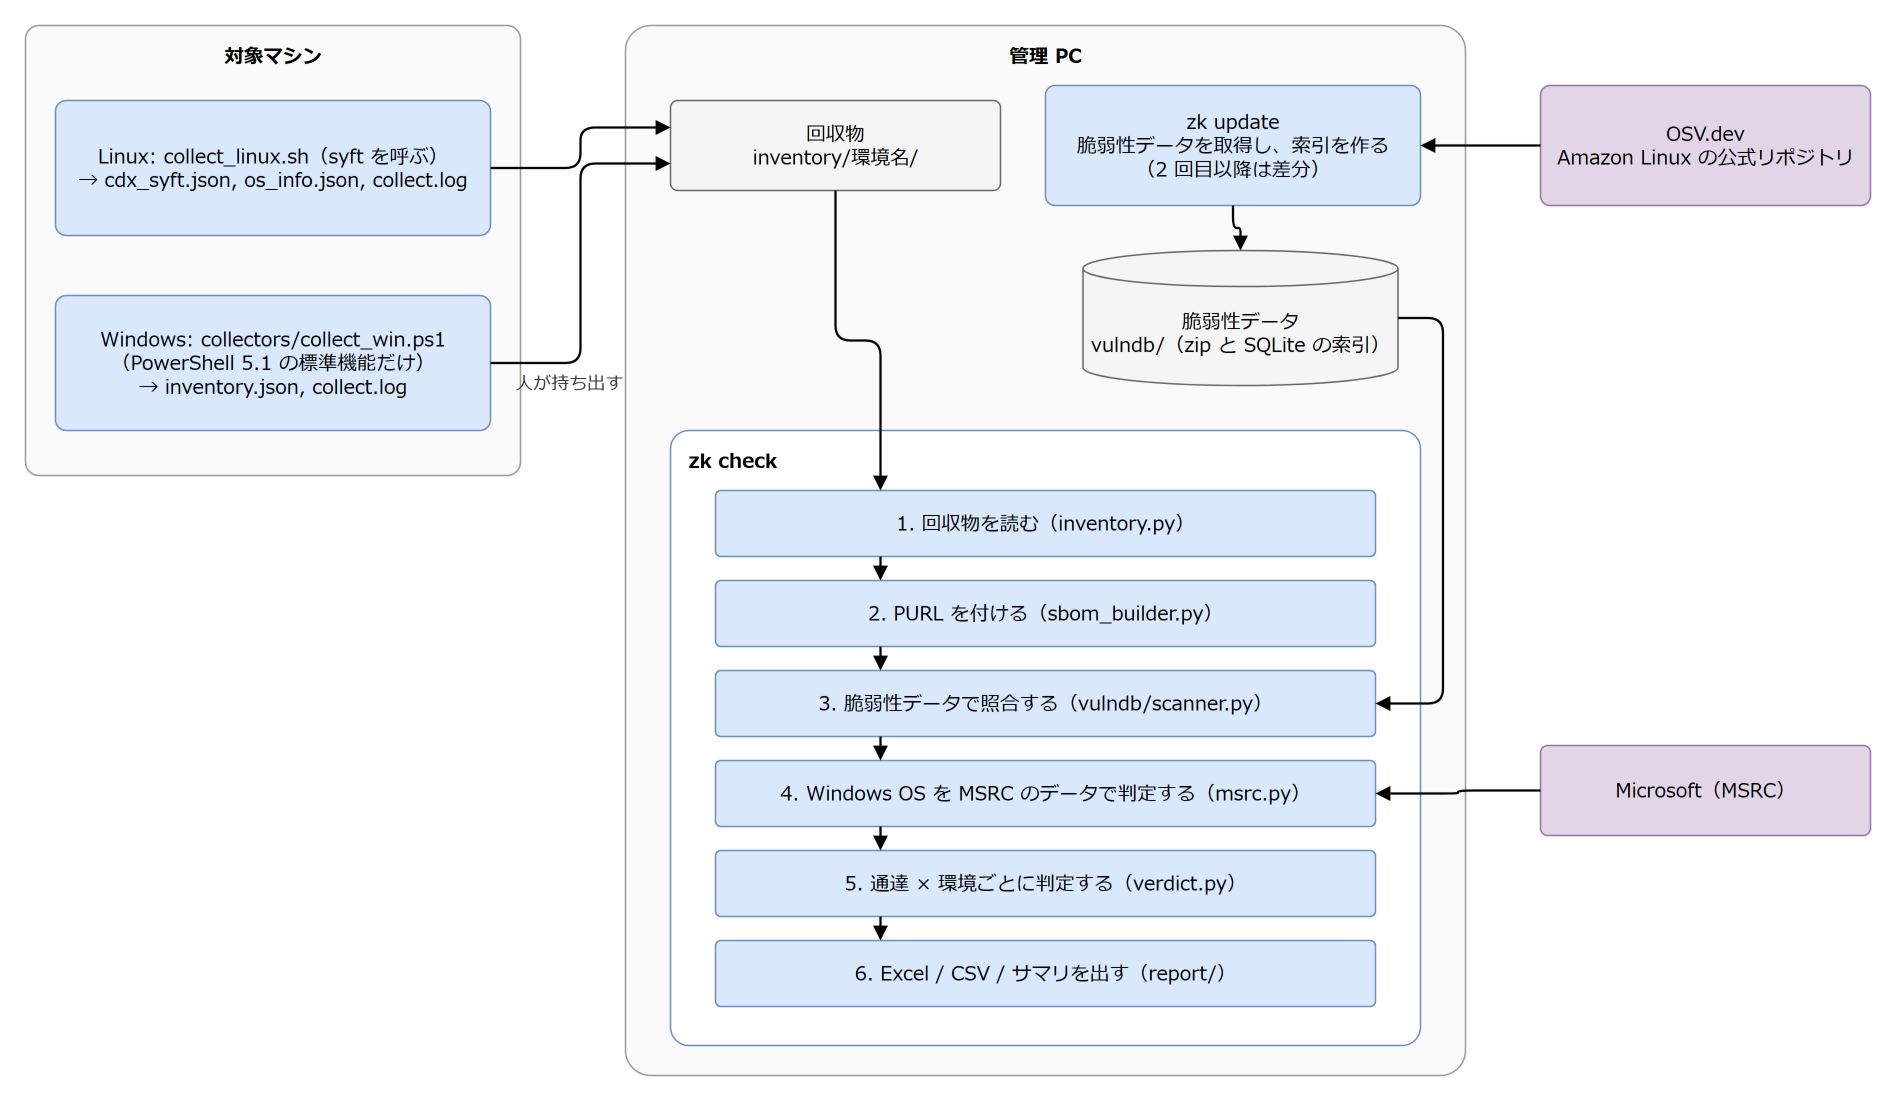 対象マシン
Linux: collect_linux.sh（syft を呼ぶ）
→ cdx_syft.json, os_info.json, collect.log
Windows: collectors/collect_win.ps1
（PowerShell 5.1 の標準機能だけ）
→ inventory.json, collect.log
人が持ち出す
管理 PC
回収物
inventory/環境名/
zk update
脆弱性データを取得し、索引を作る
（2 回目以降は差分）
脆弱性データ
vulndb/（zip と SQLite の索引）
OSV.dev
Amazon Linux の公式リポジトリ
zk check
1. 回収物を読む（inventory.py）
2. PURL を付ける（sbom_builder.py）
3. 脆弱性データで照合する（vulndb/scanner.py）
4. Windows OS を MSRC のデータで判定する（msrc.py）
Microsoft（MSRC）
5. 通達 × 環境ごとに判定する（verdict.py）
6. Excel / CSV / サマリを出す（report/）